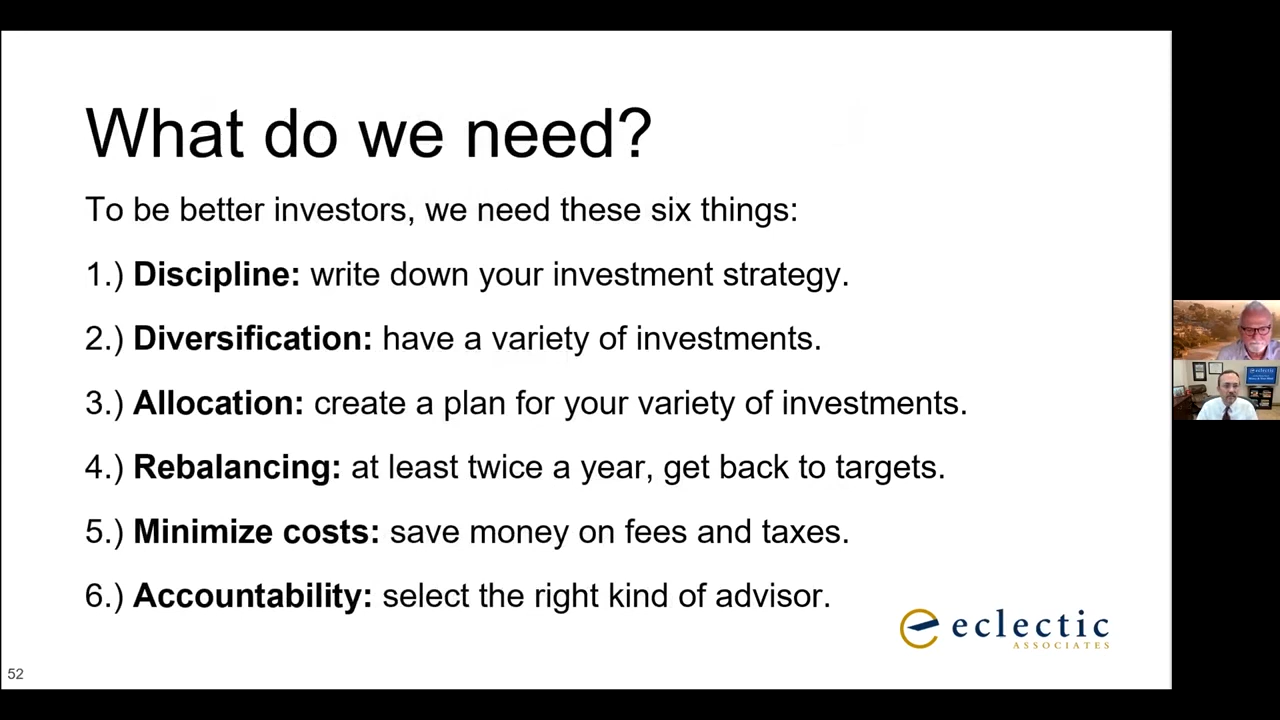 What do we need?
To be better investors, we need these six things:
1.) Discipline: write down your investment strategy.
2.) Diversification: have a variety of investments.
3.) Allocation: create a plan for your variety of investments.
4.) Rebalancing: at least twice a year, get back to targets.
5.) Minimize costs: save money on fees and taxes.
6.) Accountability: select the right kind of advisor.
eclectic
ASSOCIATES
52
eclectic